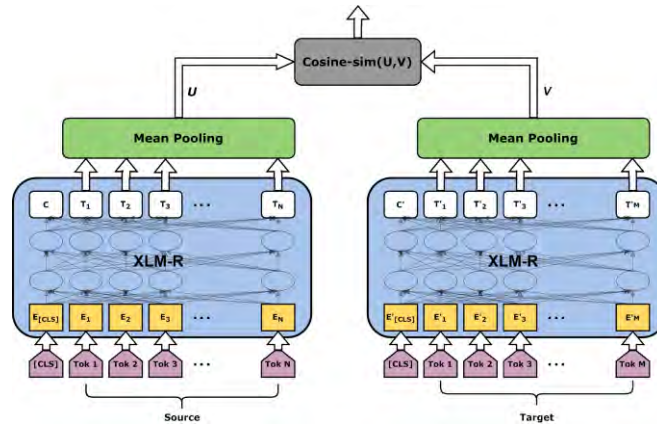 Cosine-sim(U,V)
U
V
Mean Pooling
Mean Pooling
C T1 T2 T3 ... TN
C' T'1 T'2 T'3 ... T'M
XLM-R
XLM-R
E[CLS] E1 E2 E3 ... EN
E'[CLS] E'1 E'2 E'3 ... E'M
[CLS] Tok 1 Tok 2 Tok 3 ... Tok N
[CLS] Tok 1 Tok 2 Tok 3 ... Tok M
Source
Target